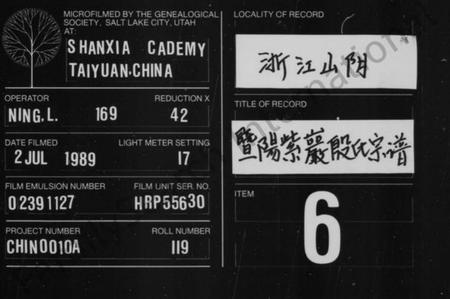 MICROFILMED BY THE GENEALOGICAL
SOCIETY, SALT LAKE CITY, UTAH
AT:
SHANXIA CADEMY
TAIYUAN.CHINA
OPERATOR REDUCTION X
NING.L. 169 42
DATE FILMED LIGHT METER SETTING
2 JUL 1989 17
FILM EMULSION NUMBER FILM UNIT SER. NO.
02391127 HRP55630
PROJECT NUMBER ROLL NUMBER
CHIN0010A 119
LOCALITY OF RECORD
浙江山阴
TITLE OF RECORD
暨陽紫巖殷氏宗谱
ITEM
6